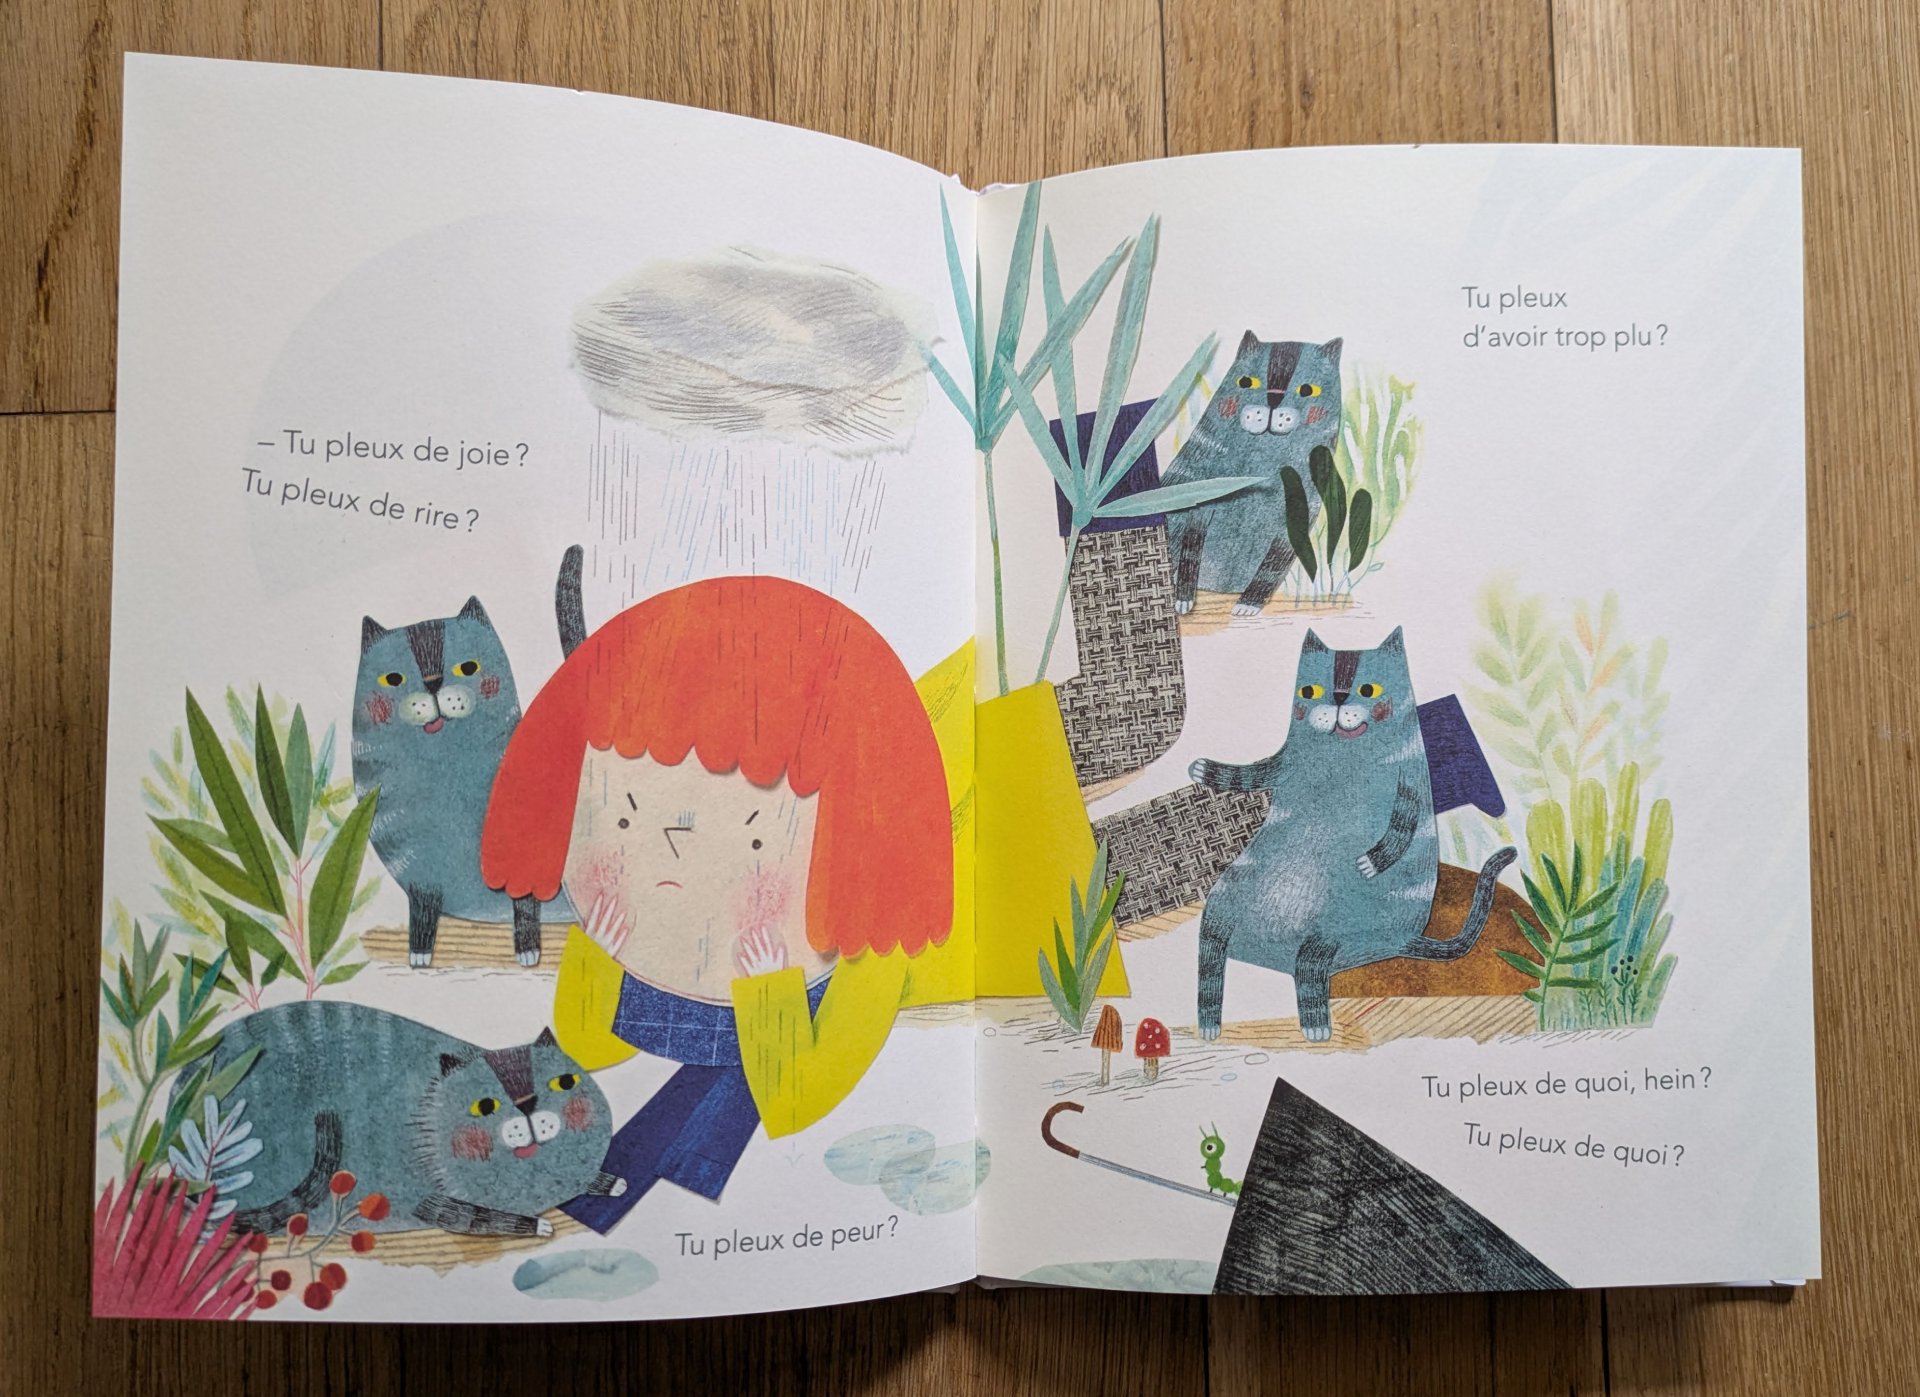 – Tu pleux de joie ?
Tu pleux de rire ?
Tu pleux de peur ?
Tu pleux
d’avoir trop plu ?
Tu pleux de quoi, hein ?
Tu pleux de quoi ?